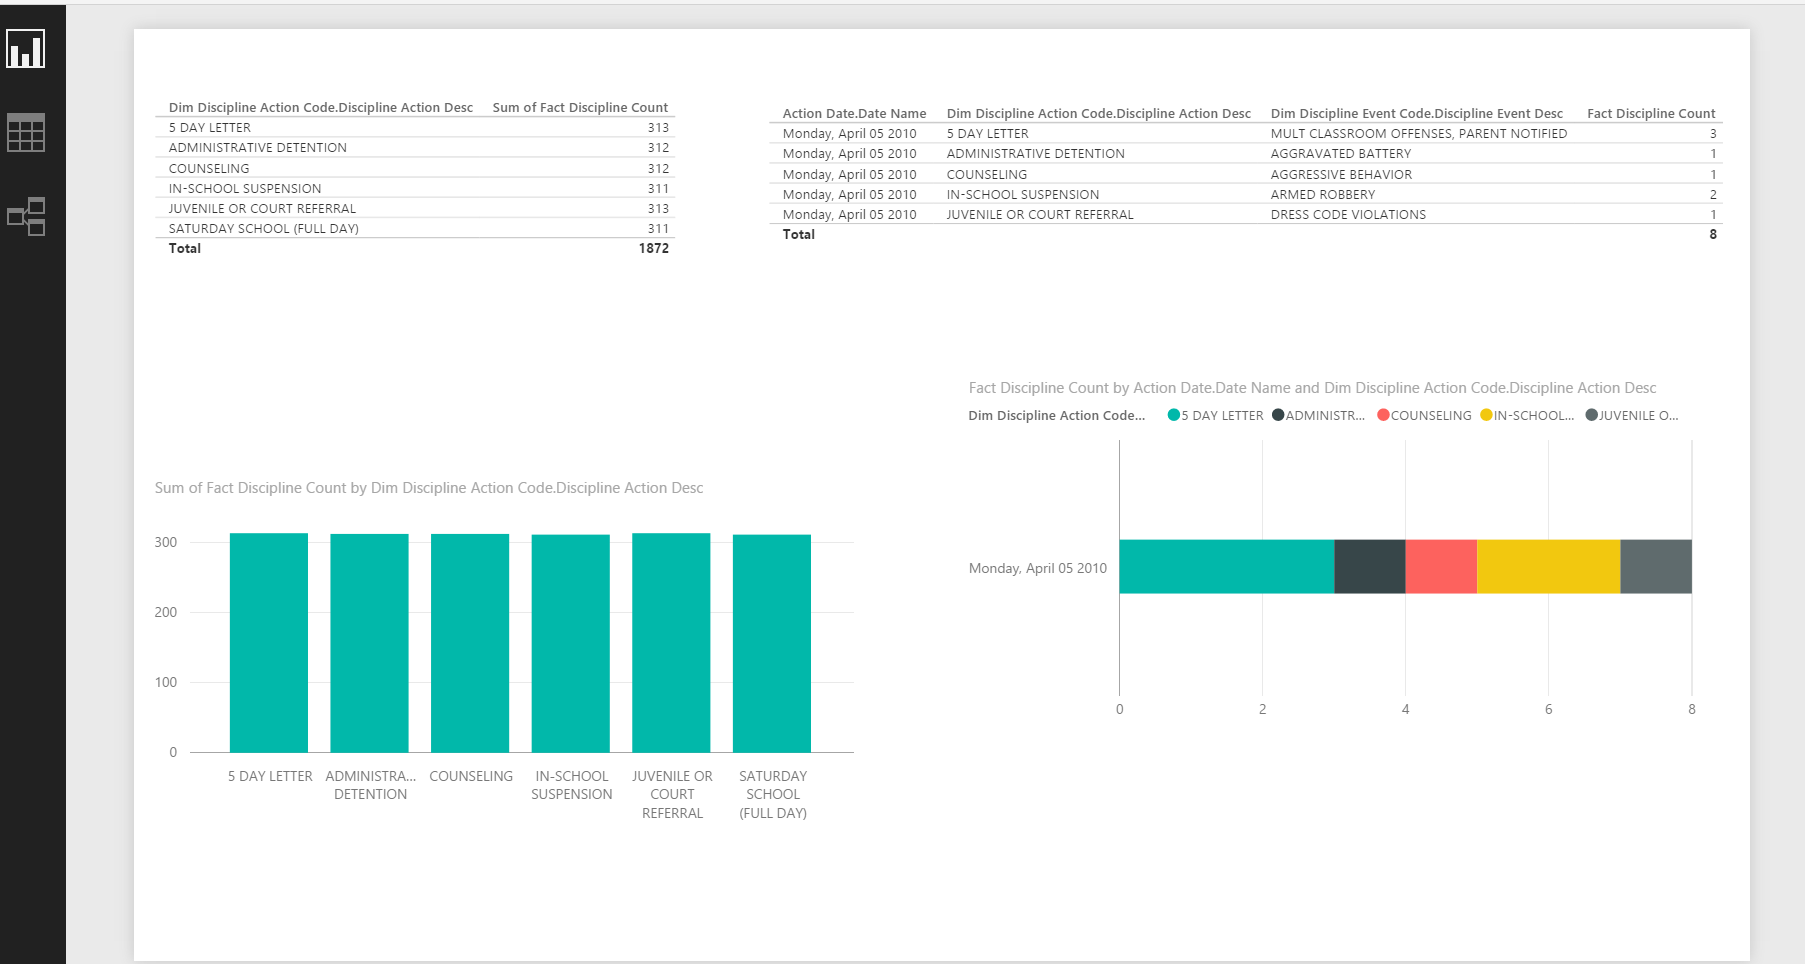 Dim Discipline Action Code.Discipline Action Desc Sum of Fact Discipline Count
5 DAY LETTER 313
ADMINISTRATIVE DETENTION 312
COUNSELING 312
IN-SCHOOL SUSPENSION 311
JUVENILE OR COURT REFERRAL 313
SATURDAY SCHOOL (FULL DAY) 311
Total 1872
Action Date.Date Name Dim Discipline Action Code.Discipline Action Desc Dim Discipline Event Code.Discipline Event Desc Fact Discipline Count
Monday, April 05 2010 5 DAY LETTER MULT CLASSROOM OFFENSES, PARENT NOTIFIED 3
Monday, April 05 2010 ADMINISTRATIVE DETENTION AGGRAVATED BATTERY 1
Monday, April 05 2010 COUNSELING AGGRESSIVE BEHAVIOR 1
Monday, April 05 2010 IN-SCHOOL SUSPENSION ARMED ROBBERY 2
Monday, April 05 2010 JUVENILE OR COURT REFERRAL DRESS CODE VIOLATIONS 1
Total 8
Sum of Fact Discipline Count by Dim Discipline Action Code.Discipline Action Desc
300
200
100
0
5 DAY LETTER ADMINISTRA... COUNSELING IN-SCHOOL JUVENILE OR SATURDAY
DETENTION SUSPENSION COURT SCHOOL
REFERRAL (FULL DAY)
Fact Discipline Count by Action Date.Date Name and Dim Discipline Action Code.Discipline Action Desc
Dim Discipline Action Code... 5 DAY LETTER ADMINISTR... COUNSELING IN-SCHOOL... JUVENILE O...
Monday, April 05 2010
0 2 4 6 8